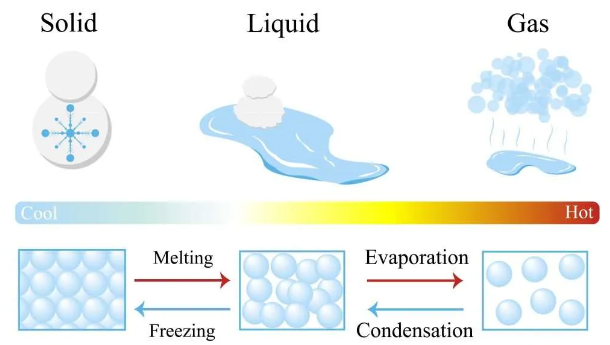 Solid
Liquid
Gas
Cool
Hot
Melting
Evaporation
Freezing
Condensation